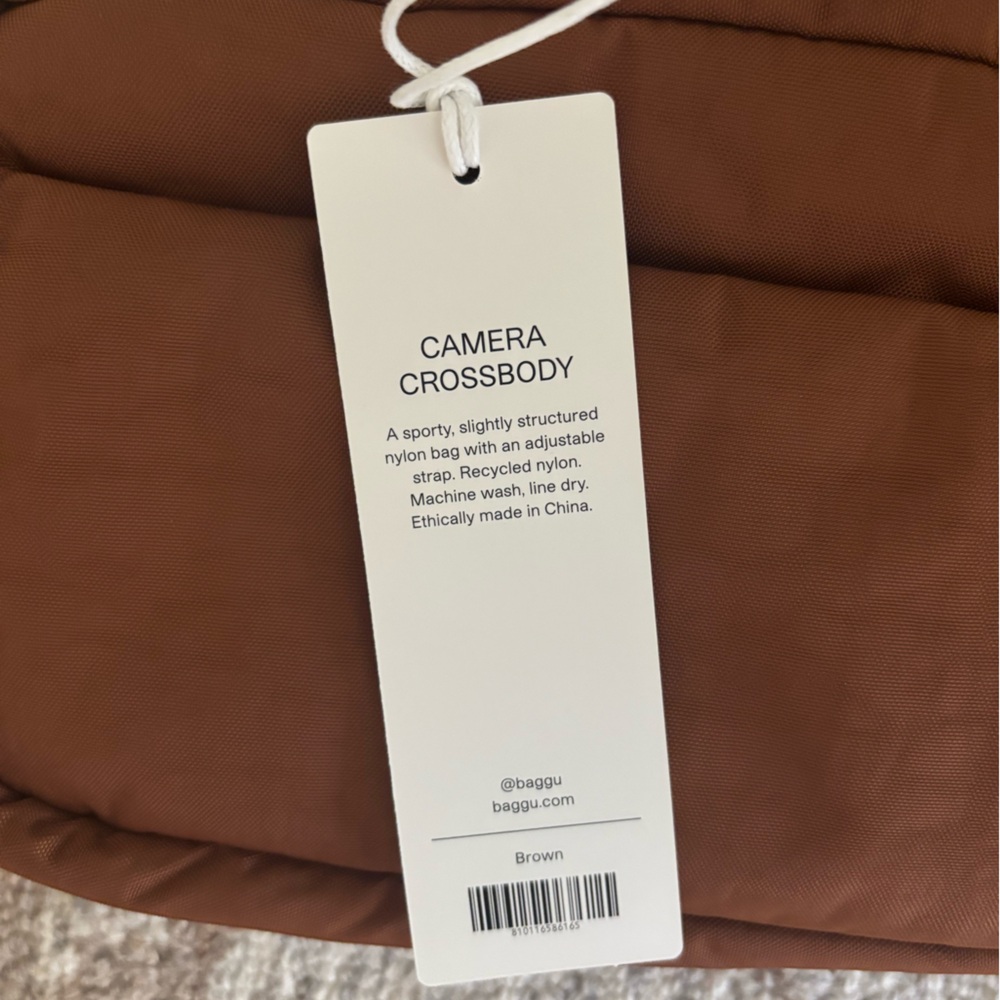 CAMERA
CROSSBODY
A sporty, slightly structured
nylon bag with an adjustable
strap. Recycled nylon.
Machine wash, line dry.
Ethically made in China.
@baggu
baggu.com
Brown
810116586165